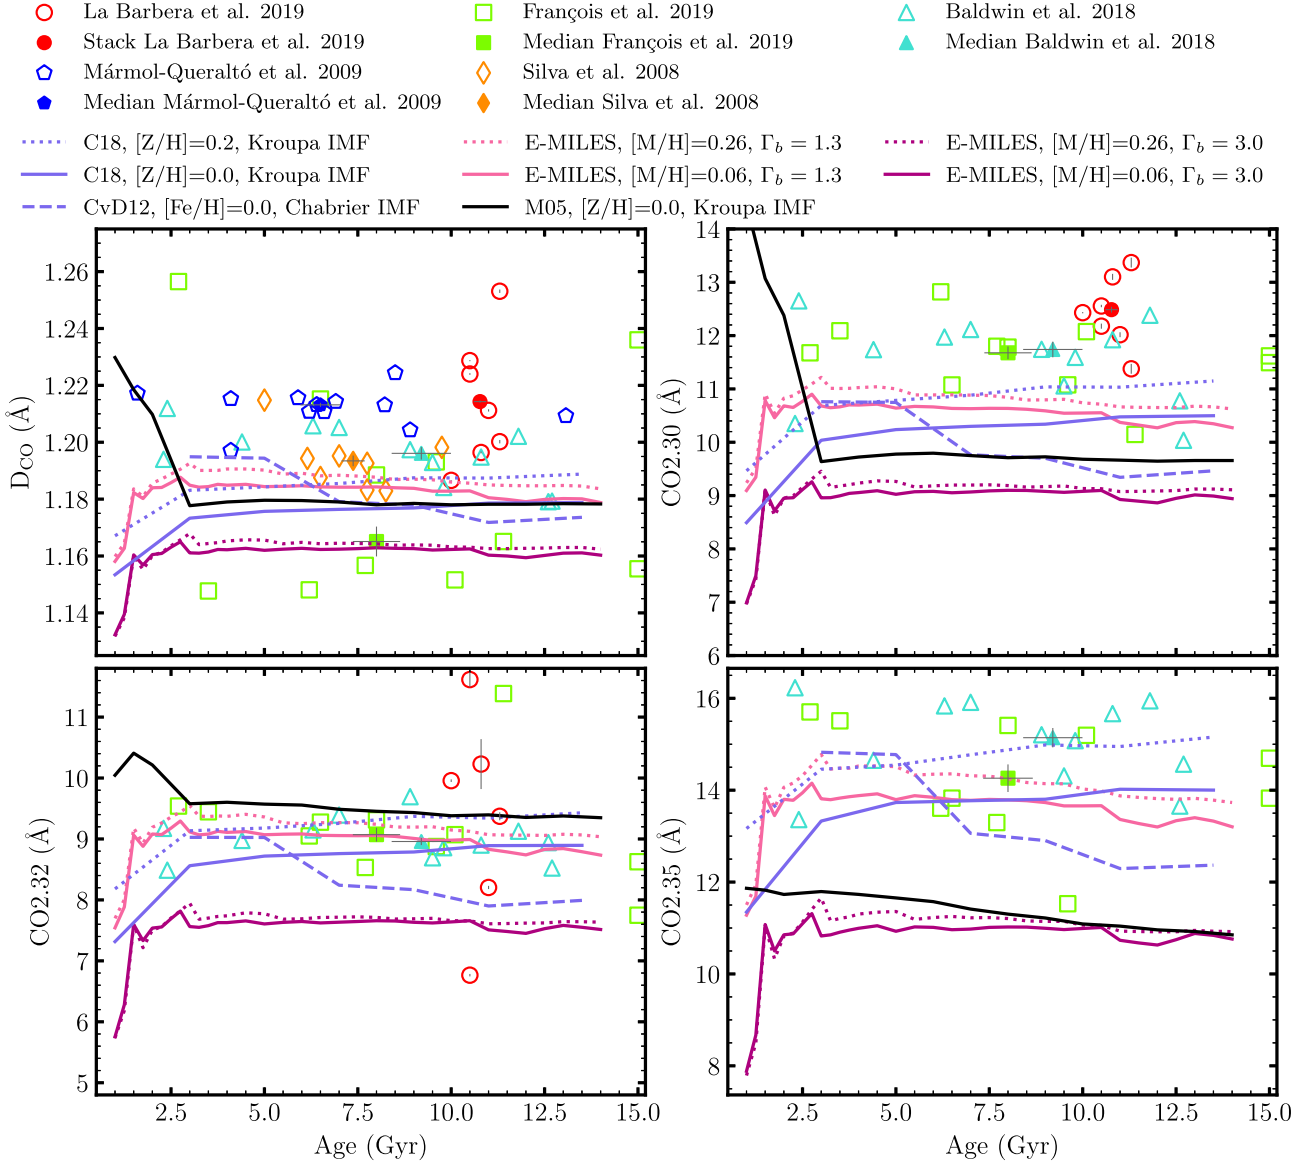 La Barbera et al. 2019
Stack La Barbera et al. 2019
Mármol-Queraltó et al. 2009
Median Mármol-Queraltó et al. 2009
François et al. 2019
Median François et al. 2019
Silva et al. 2008
Median Silva et al. 2008
Baldwin et al. 2018
Median Baldwin et al. 2018
C18, [Z/H]=0.2, Kroupa IMF
C18, [Z/H]=0.0, Kroupa IMF
CvD12, [Fe/H]=0.0, Chabrier IMF
E-MILES, [M/H]=0.26, Γb = 1.3
E-MILES, [M/H]=0.06, Γb = 1.3
M05, [Z/H]=0.0, Kroupa IMF
E-MILES, [M/H]=0.26, Γb = 3.0
E-MILES, [M/H]=0.06, Γb = 3.0
DCO (Å)
1.26
1.24
1.22
1.20
1.18
1.16
1.14
CO2.30 (Å)
14
13
12
11
10
9
8
7
6
CO2.32 (Å)
11
10
9
8
7
6
5
2.5
5.0
7.5
10.0
12.5
15.0
Age (Gyr)
CO2.35 (Å)
16
14
12
10
8
2.5
5.0
7.5
10.0
12.5
15.0
Age (Gyr)